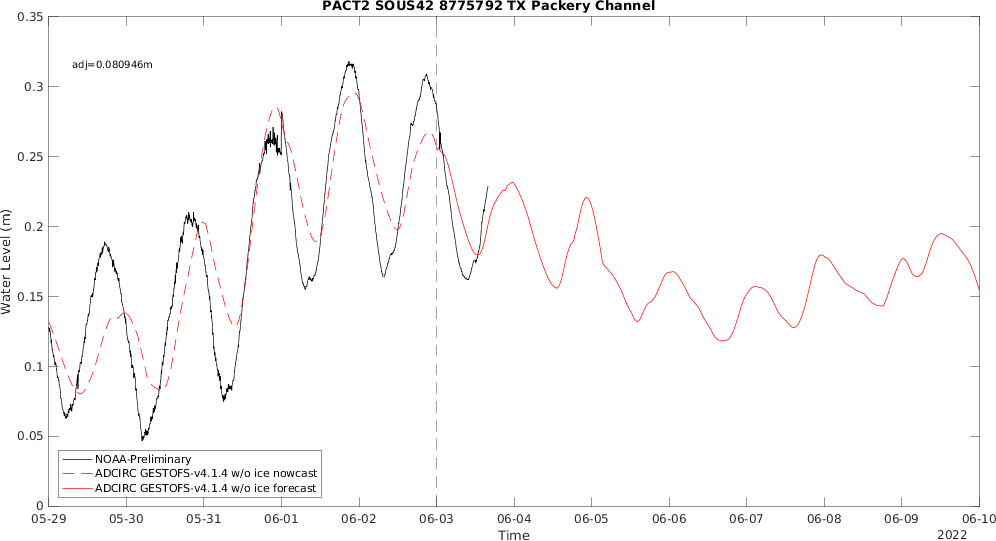 PACT2 SOUS42 8775792 TX Packery Channel
adj=0.080946m
Water Level (m)
0.35
0.3
0.25
0.2
0.15
0.1
0.05
0
NOAA-Preliminary
ADCIRC GESTOFS-v4.1.4 w/o ice nowcast
ADCIRC GESTOFS-v4.1.4 w/o ice forecast
05-29 05-30 05-31 06-01 06-02 06-03 06-04 06-05 06-06 06-07 06-08 06-09 06-10
Time
2022